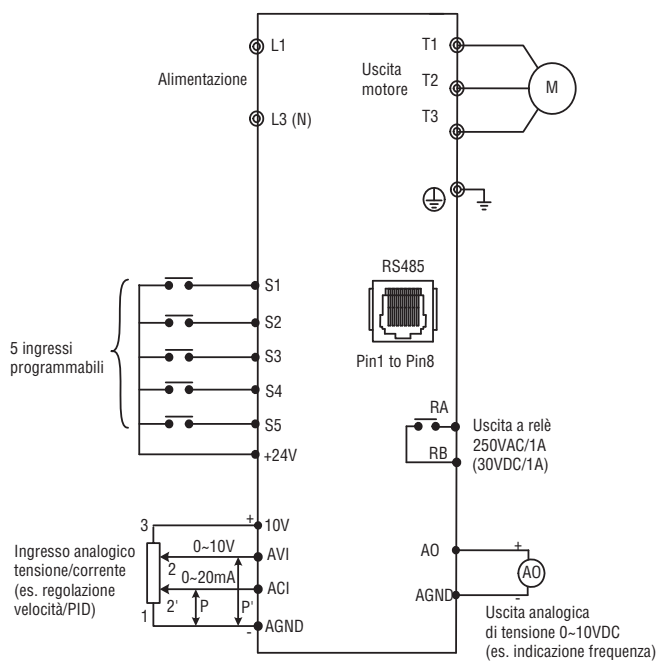 L1
Alimentazione
L3 (N)
T1
Uscita
motore
T2
T3
M
RS485
Pin1 to Pin8
5 ingressi
programmabili
S1
S2
S3
S4
S5
+24V
RA
RB
Uscita a relè
250VAC/1A
(30VDC/1A)
Ingresso analogico
tensione/corrente
(es. regolazione
velocità/PID)
3
+
10V
0~10V
AVI
2
0~20mA
ACI
2'
P
P'
1
-
AGND
AO
+
AO
AGND
-
Uscita analogica
di tensione 0~10VDC
(es. indicazione frequenza)